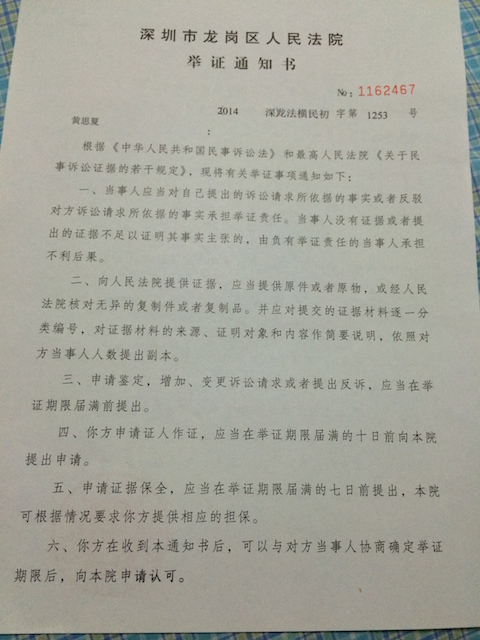 深圳市龙岗区人民法院
举证通知书
№:1162467
2014 深龙法横民初 字第 1253 号
黄思夏
:
根据《中华人民共和国民事诉讼法》和最高人民法院《关于民
事诉讼证据的若干规定》,现将有关举证事项通知如下:
一、当事人应当对自己提出的诉讼请求所依据的事实或者反驳
对方诉讼请求所依据的事实承担举证责任。当事人没有证据或者提
出的证据不足以证明其事实主张的,由负有举证责任的当事人承担
不利后果。
二、向人民法院提供证据,应当提供原件或者原物,或经人民
法院核对无异的复制件或者复制品。并应对提交的证据材料逐一分
类编号,对证据材料的来源、证明对象和内容作简要说明,依照对
方当事人人数提出副本。
三、申请鉴定,增加、变更诉讼请求或者提出反诉,应当在举
证期限届满前提出。
四、你方申请证人作证,应当在举证期限届满的十日前向本院
提出申请。
五、申请证据保全,应当在举证期限届满的七日前提出,本院
可根据情况要求你方提供相应的担保。
六、你方在收到本通知书后,可以与对方当事人协商确定举证
期限后,向本院申请认可。